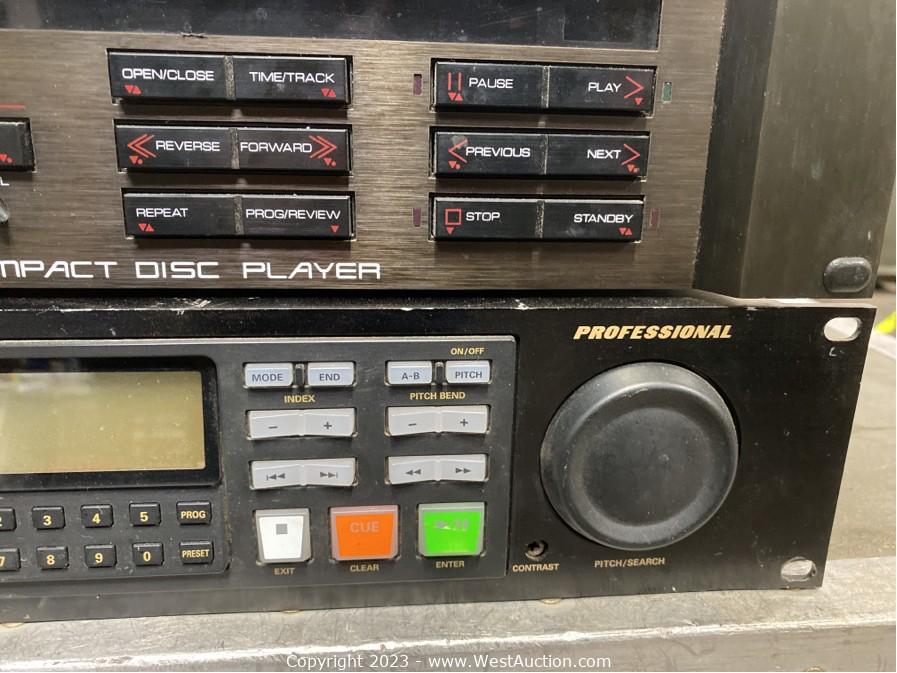 OPEN/CLOSE TIME/TRACK
PAUSE PLAY
REVERSE FORWARD
PREVIOUS NEXT
REPEAT PROG/REVIEW
STOP STANDBY
MPACT DISC PLAYER
PROFESSIONAL
ON/OFF
MODE END A-B PITCH
INDEX PITCH BEND
- + - +
2 3 4 5 PROG
7 8 9 0 PRESET
CUE
EXIT CLEAR ENTER
CONTRAST PITCH/SEARCH
Copyright 2023 - www.WestAuction.com